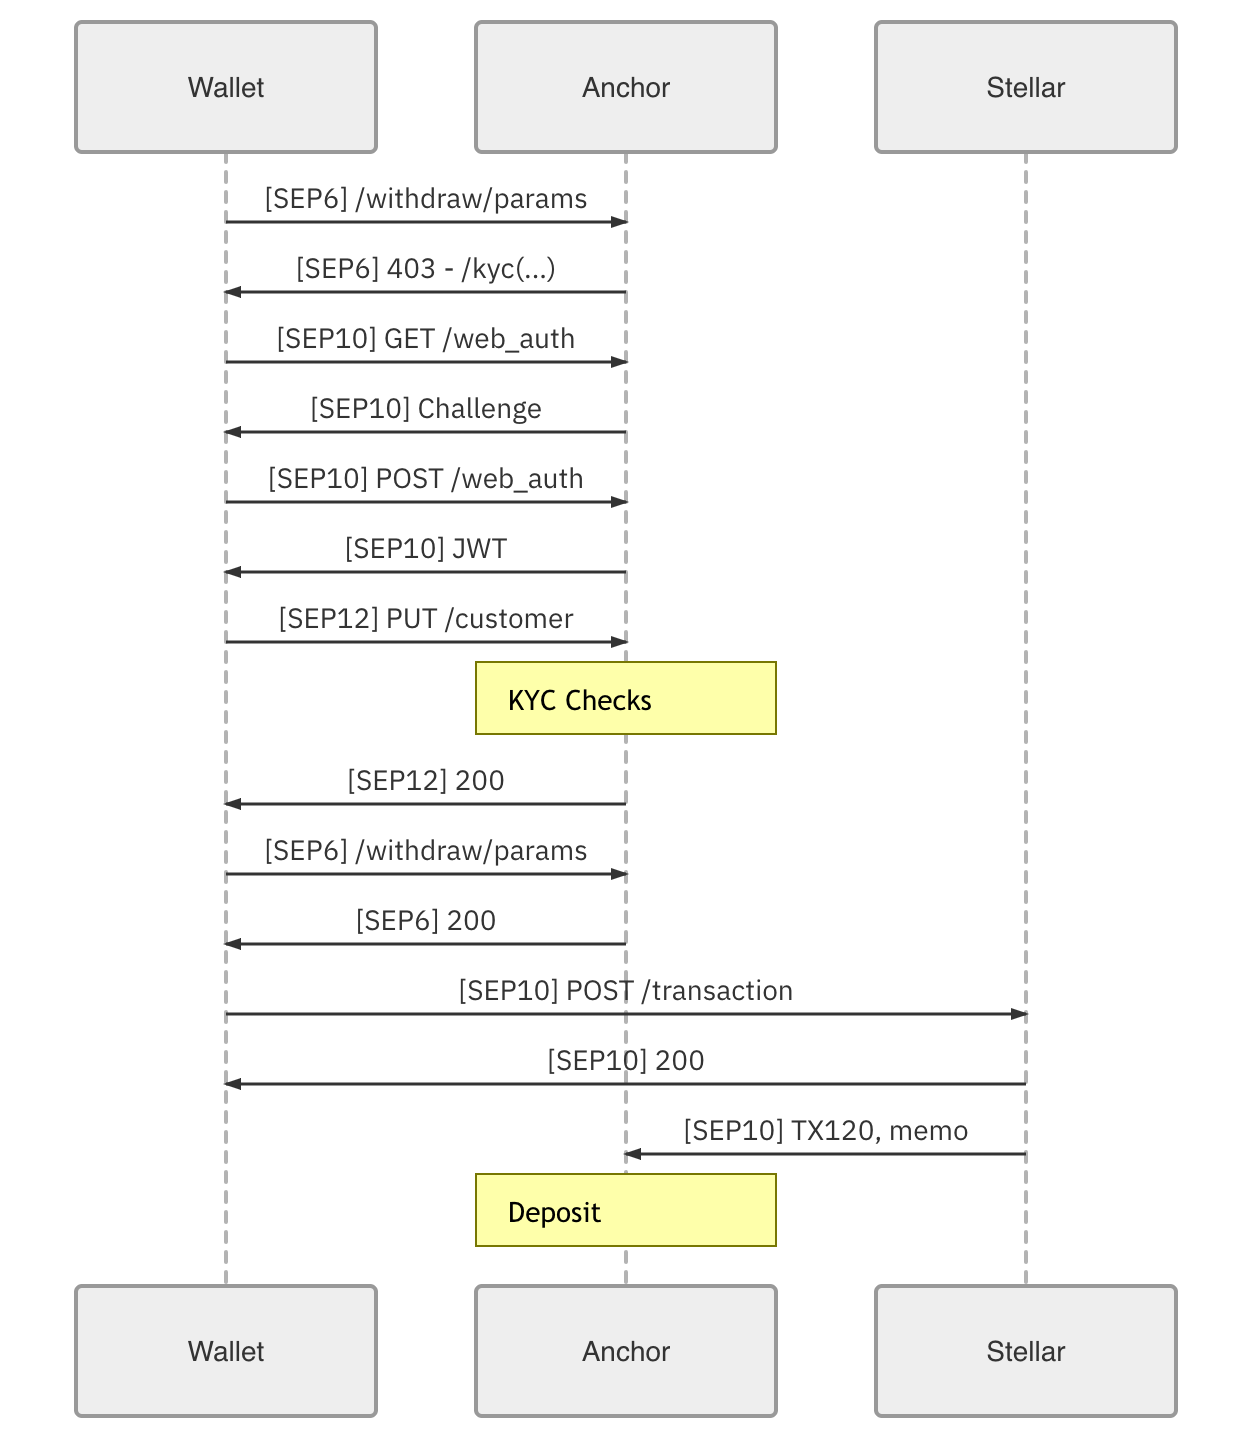 Wallet
Anchor
Stellar
[SEP6] /withdraw/params
[SEP6] 403 - /kyc(...)
[SEP10] GET /web_auth
[SEP10] Challenge
[SEP10] POST /web_auth
[SEP10] JWT
[SEP12] PUT /customer
KYC Checks
[SEP12] 200
[SEP6] /withdraw/params
[SEP6] 200
[SEP10] POST /transaction
[SEP10] 200
[SEP10] TX120, memo
Deposit
Wallet
Anchor
Stellar